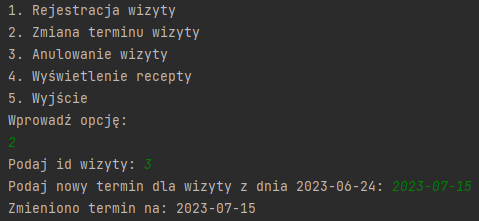 1. Rejestracja wizyty
2. Zmiana terminu wizyty
3. Anulowanie wizyty
4. Wyświetlenie recepty
5. Wyjście
Wprowadź opcję:
2
Podaj id wizyty: 3
Podaj nowy termin dla wizyty z dnia 2023-06-24: 2023-07-15
Zmieniono termin na: 2023-07-15